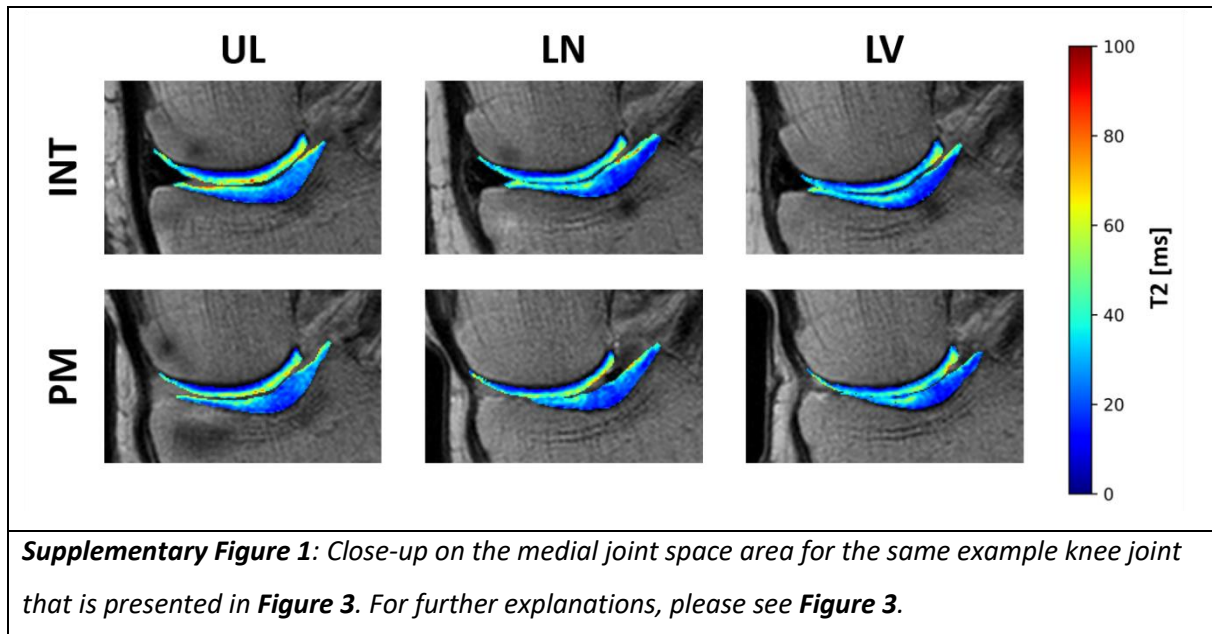 UL LN LV
INT
PM
100
80
60
40
20
0
T2 [ms]
Supplementary Figure 1: Close-up on the medial joint space area for the same example knee joint
that is presented in Figure 3. For further explanations, please see Figure 3.